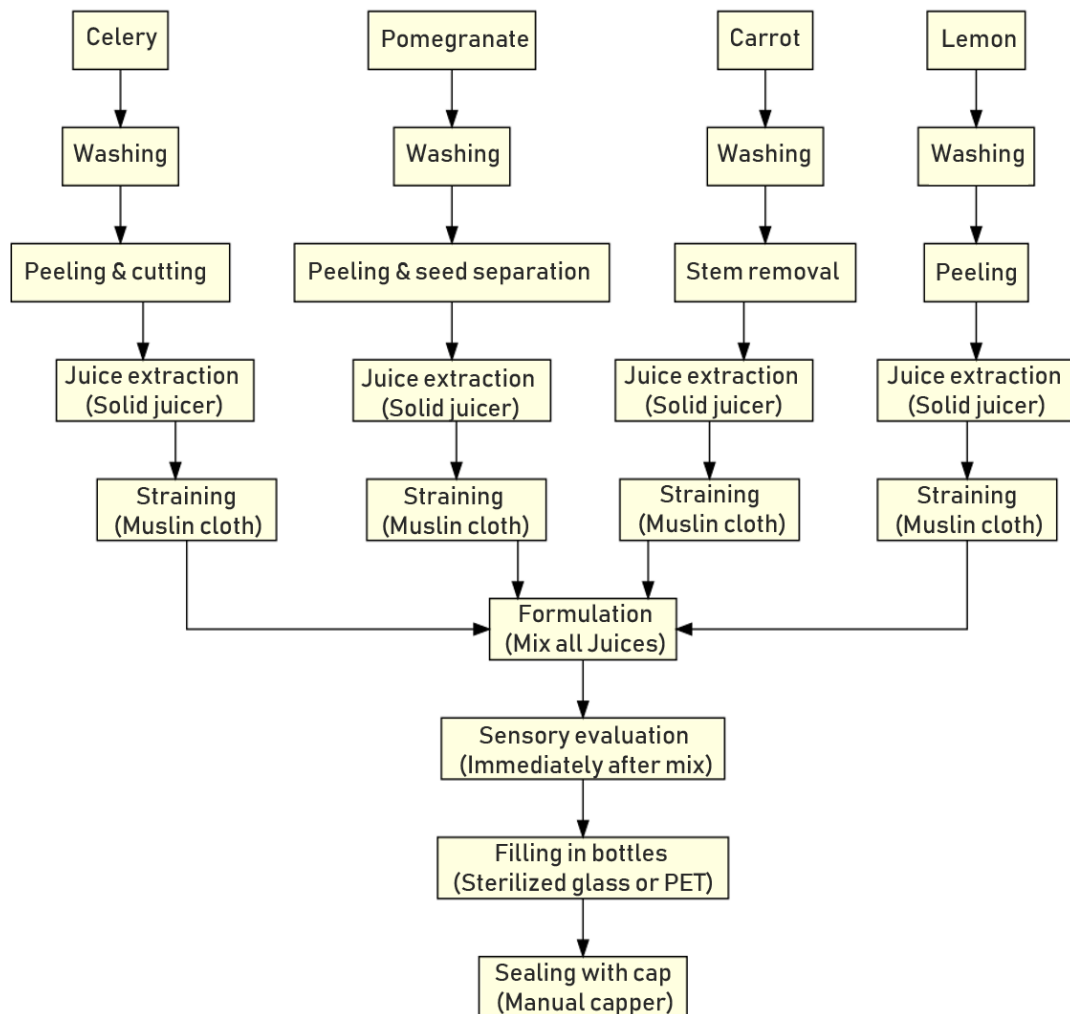 Celery
Pomegranate
Carrot
Lemon
Washing
Washing
Washing
Washing
Peeling & cutting
Peeling & seed separation
Stem removal
Peeling
Juice extraction
(Solid juicer)
Juice extraction
(Solid juicer)
Juice extraction
(Solid juicer)
Juice extraction
(Solid juicer)
Straining
(Muslin cloth)
Straining
(Muslin cloth)
Straining
(Muslin cloth)
Straining
(Muslin cloth)
Formulation
(Mix all Juices)
Sensory evaluation
(Immediately after mix)
Filling in bottles
(Sterilized glass or PET)
Sealing with cap
(Manual capper)